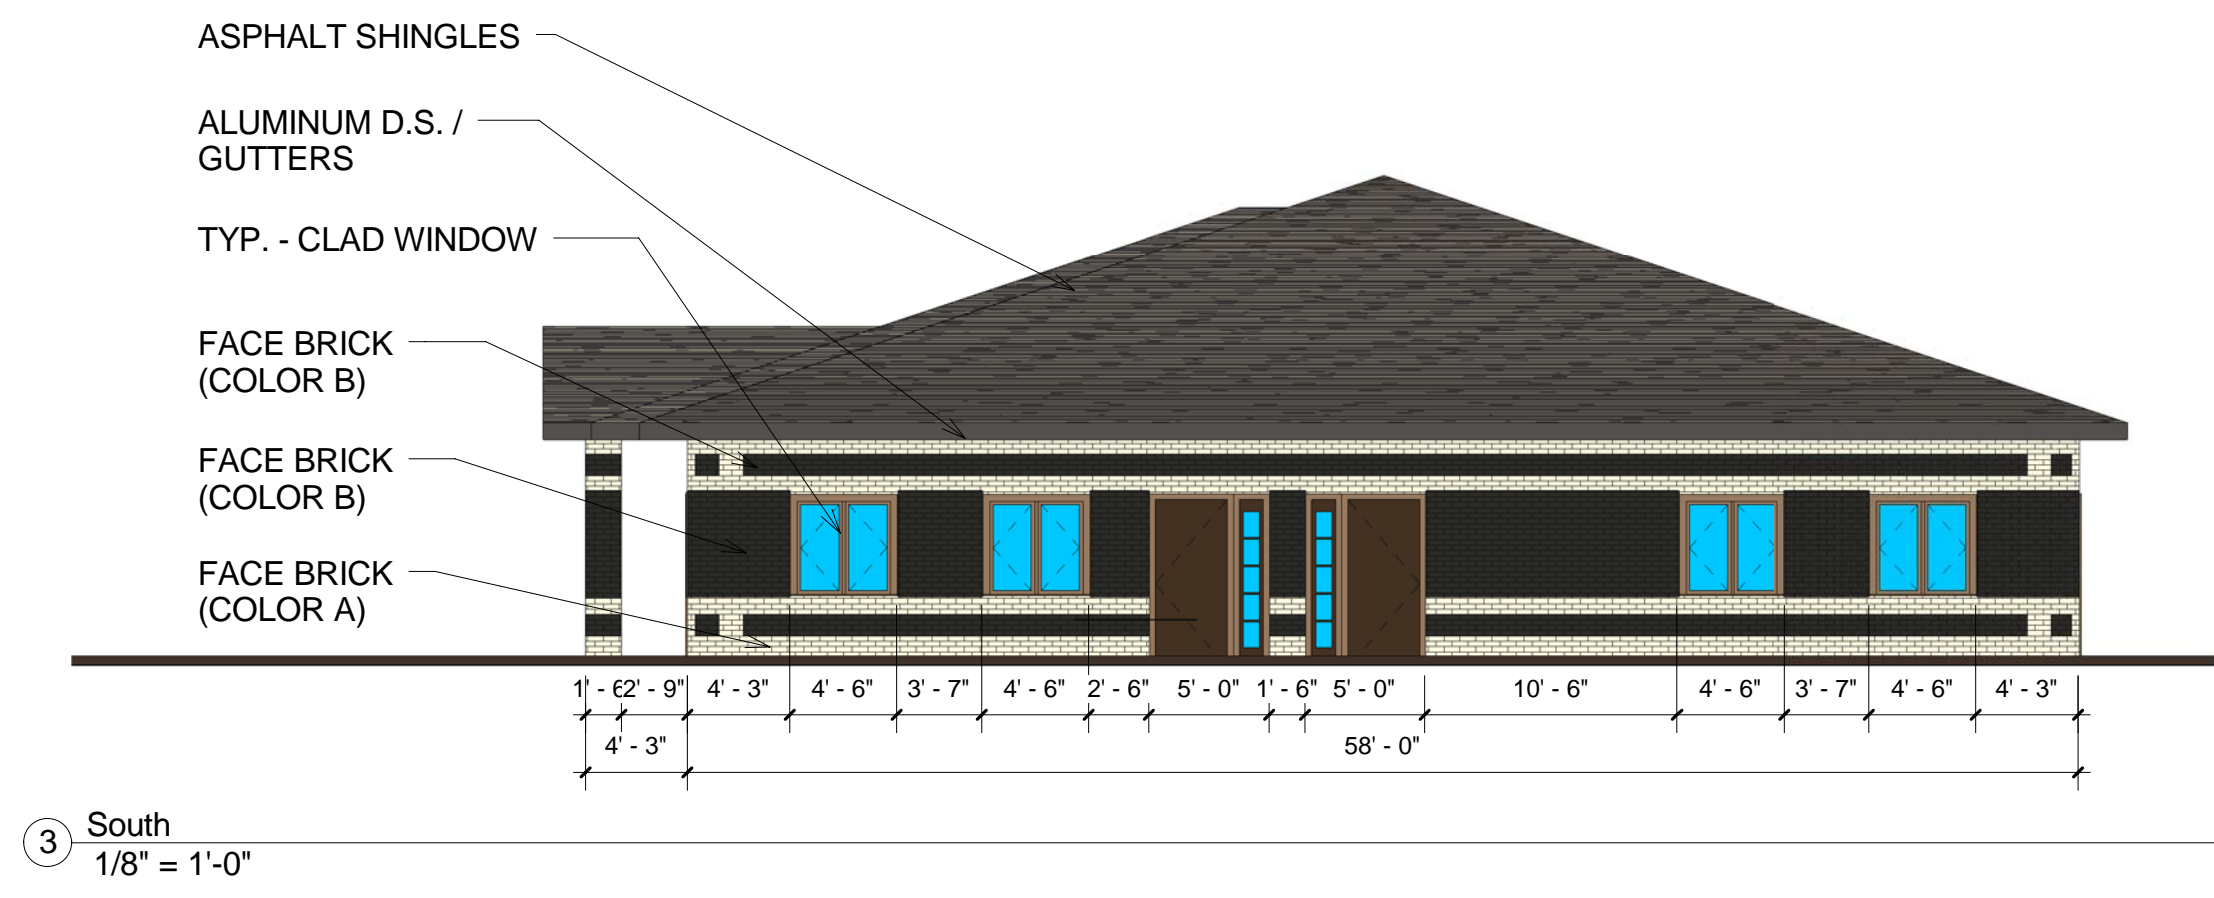 ASPHALT SHINGLES
ALUMINUM D.S. /
GUTTERS
TYP. - CLAD WINDOW
FACE BRICK
(COLOR B)
FACE BRICK
(COLOR B)
FACE BRICK
(COLOR A)
1' - 6 2' - 9" 4' - 3" 4' - 6" 3' - 7" 4' - 6" 2' - 6" 5' - 0" 1' - 6" 5' - 0" 10' - 6" 4' - 6" 3' - 7" 4' - 6" 4' - 3"
4' - 3" 58' - 0"
3 South
1/8" = 1'-0"